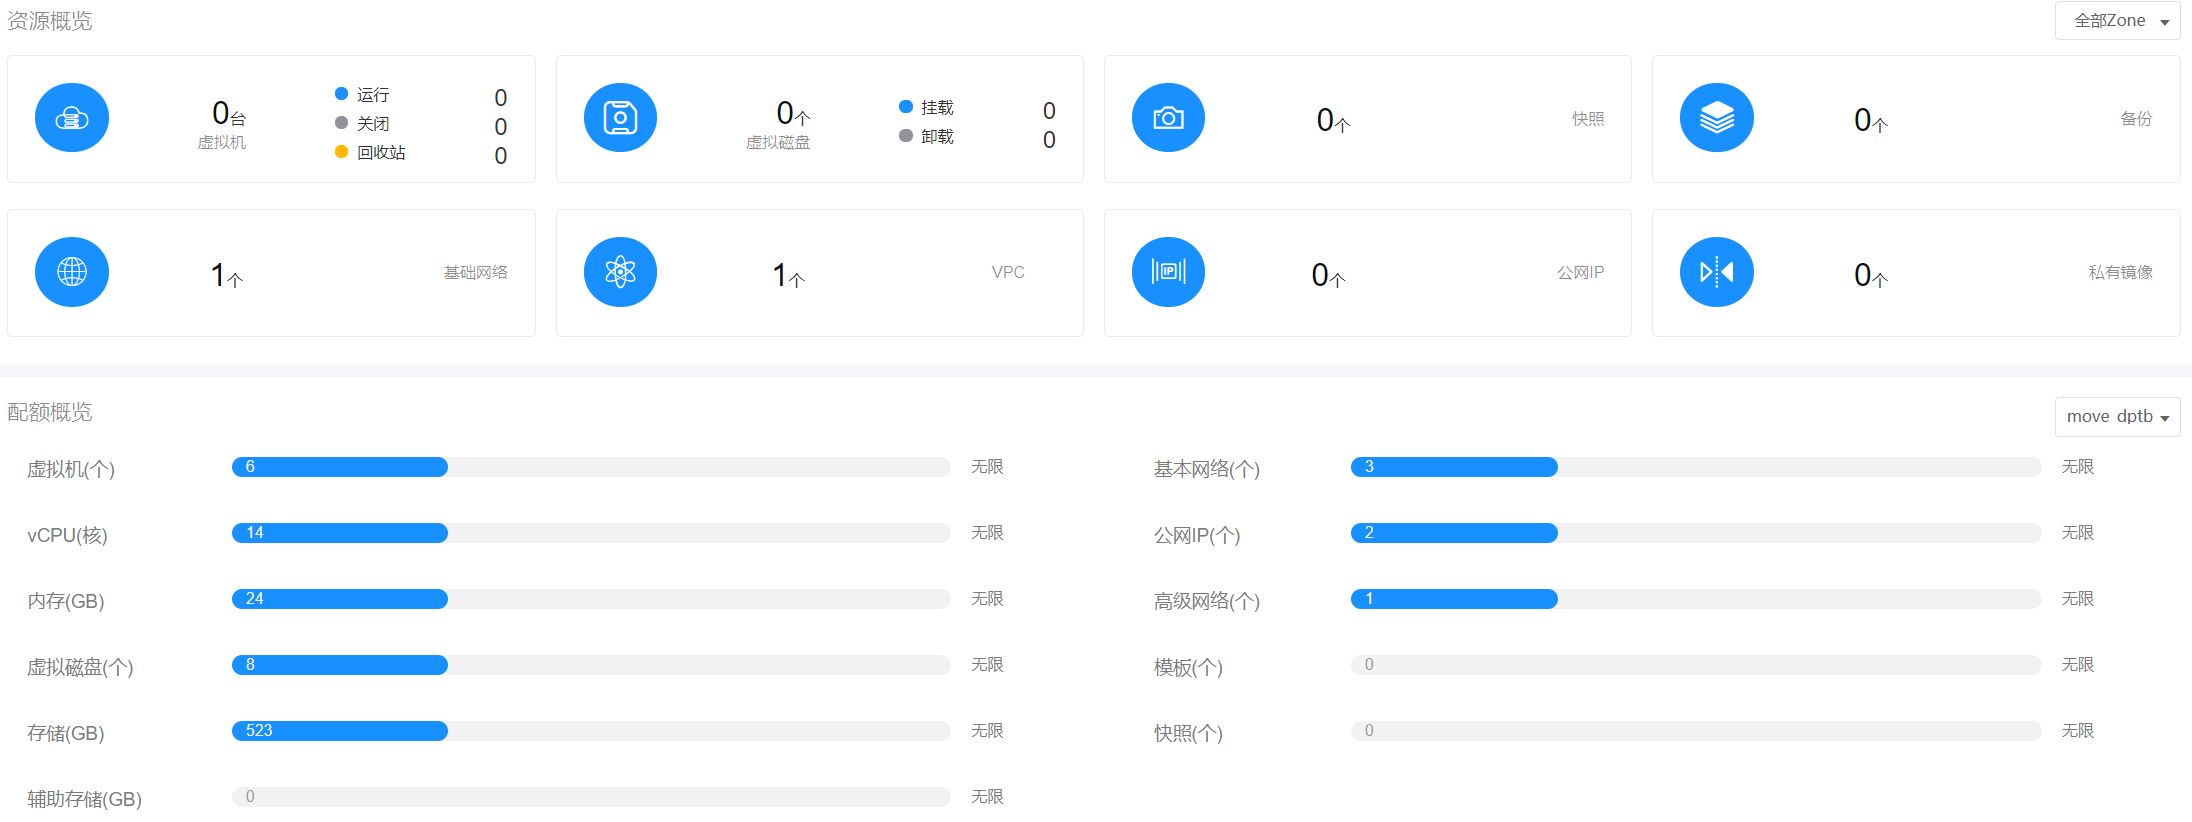 资源概览
全部Zone
0台
虚拟机
运行 0
关闭 0
回收站 0
0个
虚拟磁盘
挂载 0
卸载 0
0个 快照
0个 备份
1个 基础网络
1个 VPC
IP
0个 公网IP
0个 私有镜像
配额概览
move dptb
虚拟机(个) 6 无限
基本网络(个) 3 无限
vCPU(核) 14 无限
公网IP(个) 2 无限
内存(GB) 24 无限
高级网络(个) 1 无限
虚拟磁盘(个) 8 无限
模板(个) 0 无限
存储(GB) 523 无限
快照(个) 0 无限
辅助存储(GB) 0 无限